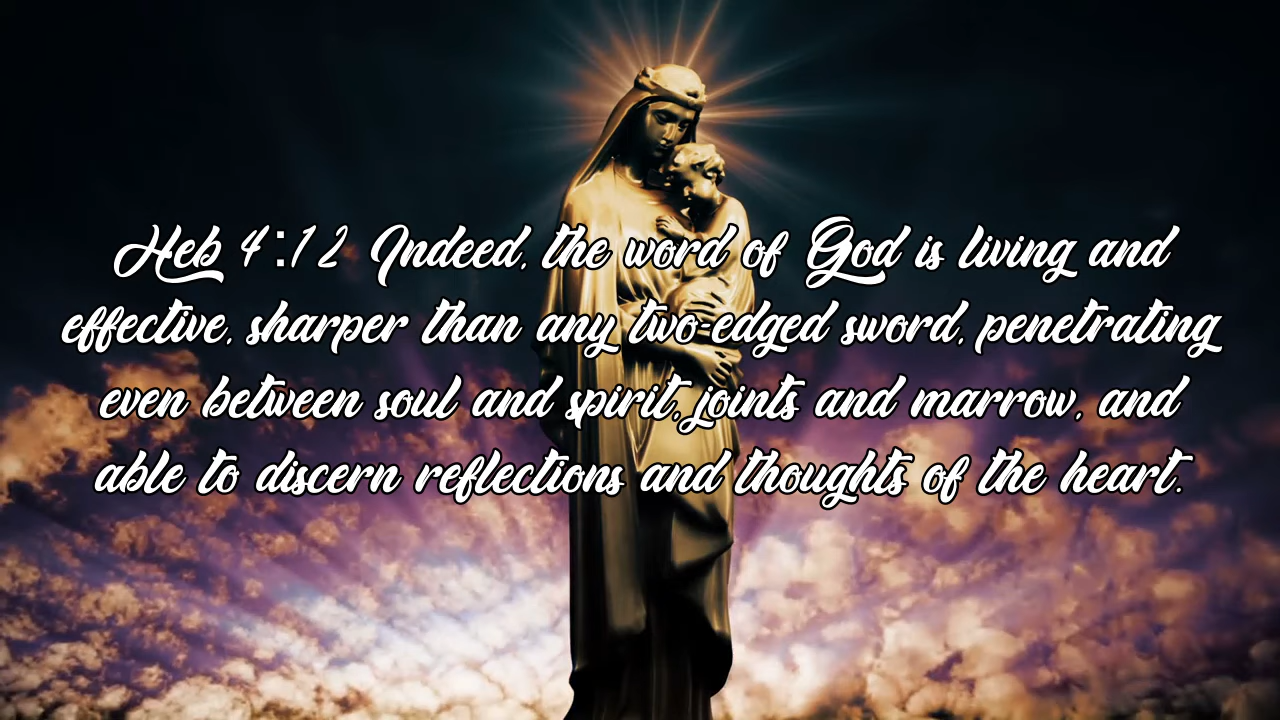 Heb 4:12 Indeed, the word of God is living and
effective, sharper than any two-edged sword, penetrating
even between soul and spirit, joints and marrow, and
able to discern reflections and thoughts of the heart.